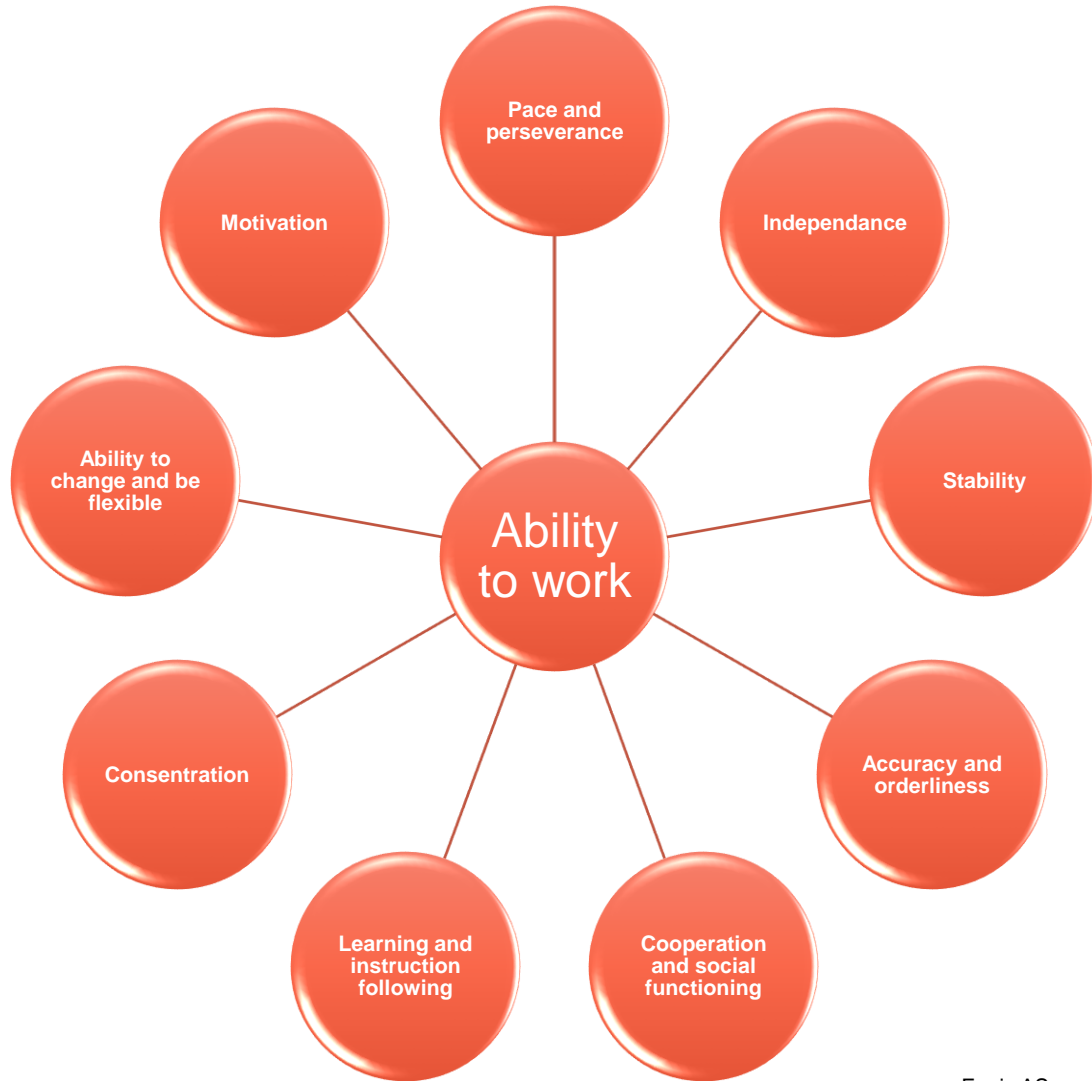 Pace and
perseverance
Independance
Stability
Accuracy and
orderliness
Cooperation
and social
functioning
Learning and
instruction
following
Consentration
Ability to
change and be
flexible
Motivation
Ability
to work